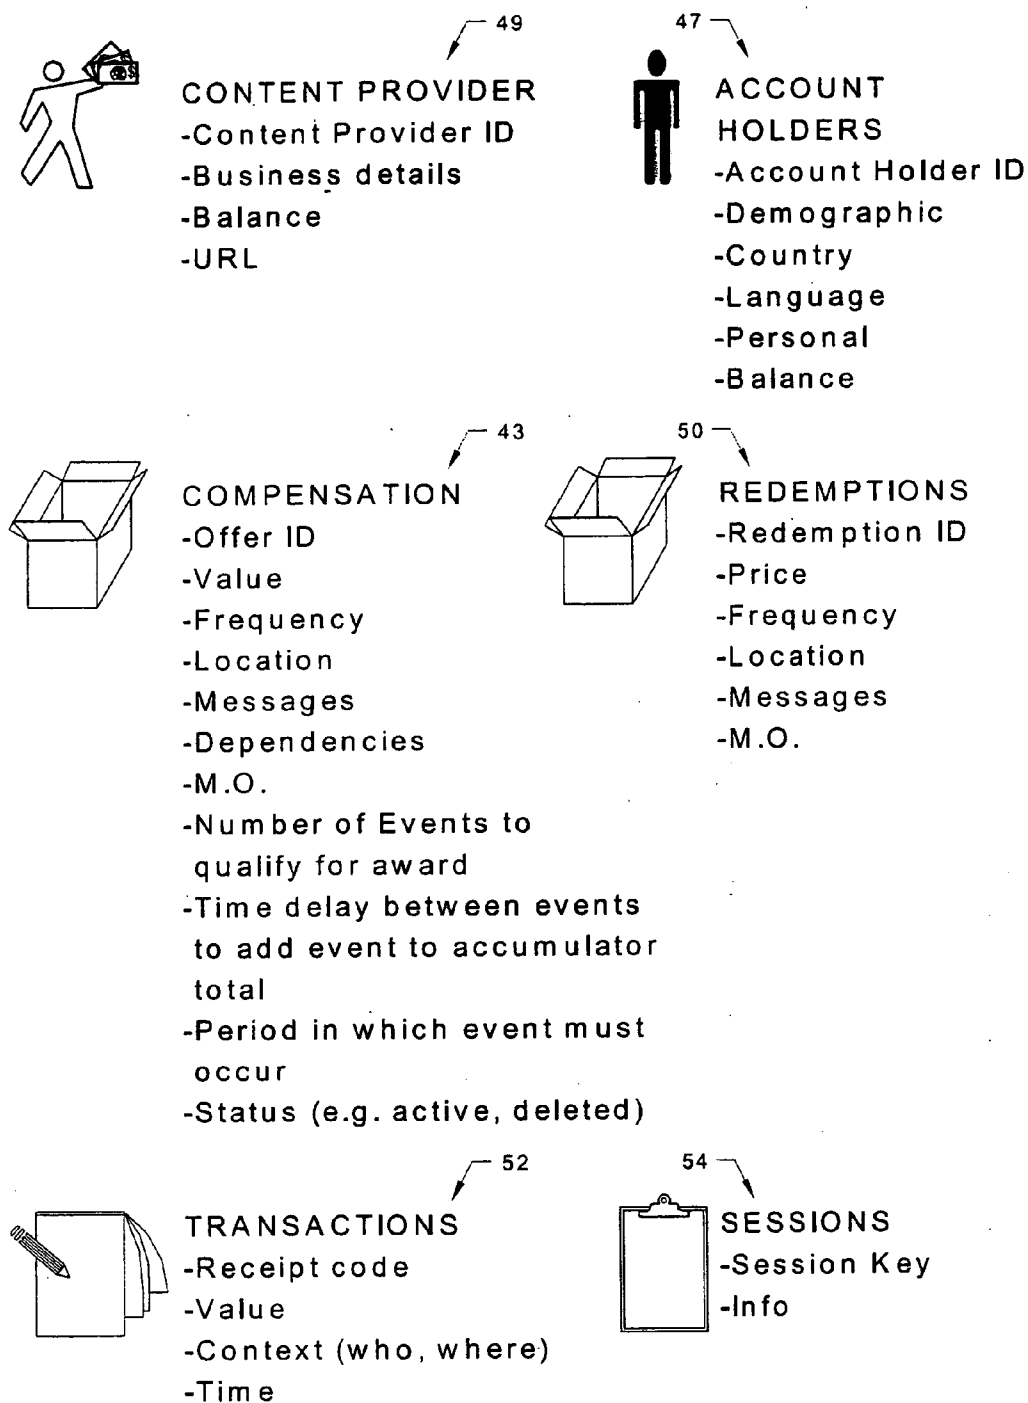 49
CONTENT PROVIDER
-Content Provider ID
-Business details
-Balance
-URL
47
ACCOUNT
HOLDERS
-Account Holder ID
-Demographic
-Country
-Language
-Personal
-Balance
43
COMPENSATION
-Offer ID
-Value
-Frequency
-Location
-Messages
-Dependencies
-M.O.
-Number of Events to
qualify for award
-Time delay between events
to add event to accumulator
total
-Period in which event must
occur
-Status (e.g. active, deleted)
50
REDEMPTIONS
-Redemption ID
-Price
-Frequency
-Location
-Messages
-M.O.
52
TRANSACTIONS
-Receipt code
-Value
-Context (who, where)
-Time
54
SESSIONS
-Session Key
-Info